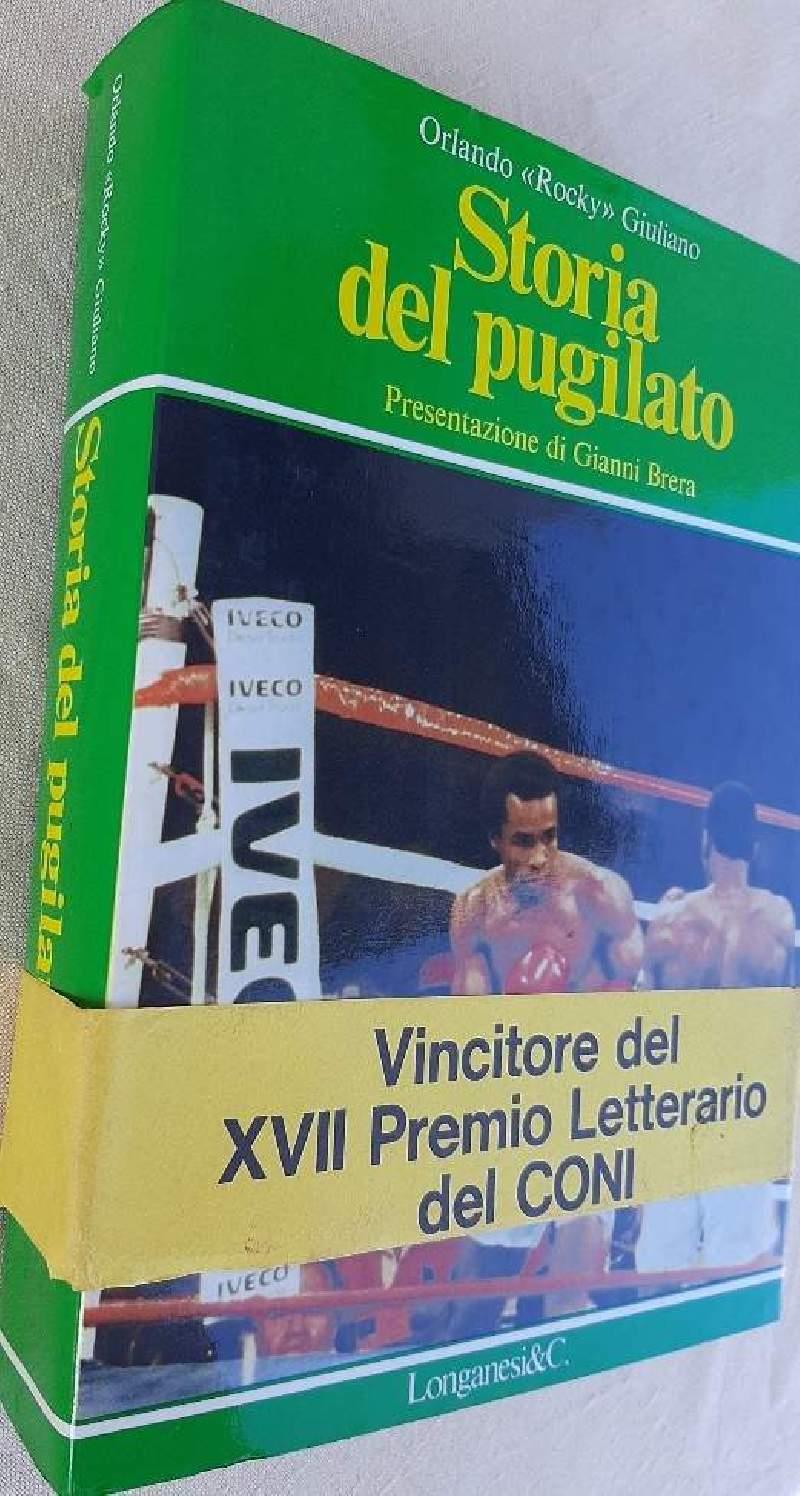 Orlando «Rocky» Giuliano
Storia
del pugilato
Presentazione di Gianni Brera
Orlando «Rocky» Giuliano
Storia del pugila
IVECO
IVECO
IVEC
Vincitore del
XVII Premio Letterario
del CONI
IVECO
Longanesi&C.